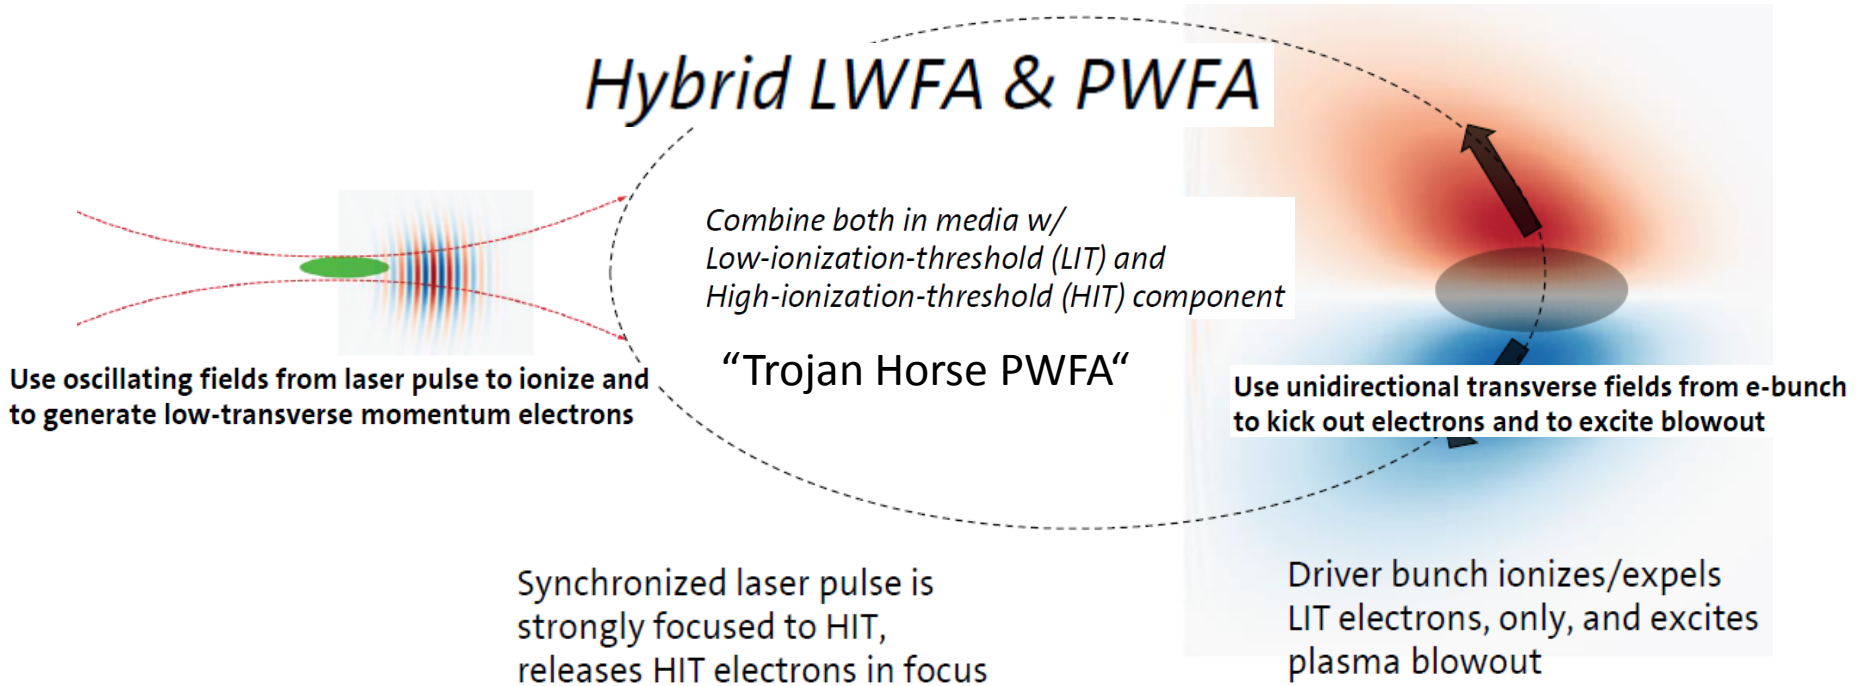 Hybrid LWFA & PWFA
Combine both in media w/
Low-ionization-threshold (LIT) and
High-ionization-threshold (HIT) component
“Trojan Horse PWFA“
Use oscillating fields from laser pulse to ionize and
to generate low-transverse momentum electrons
Use unidirectional transverse fields from e-bunch
to kick out electrons and to excite blowout
Synchronized laser pulse is
strongly focused to HIT,
releases HIT electrons in focus
Driver bunch ionizes/expels
LIT electrons, only, and excites
plasma blowout